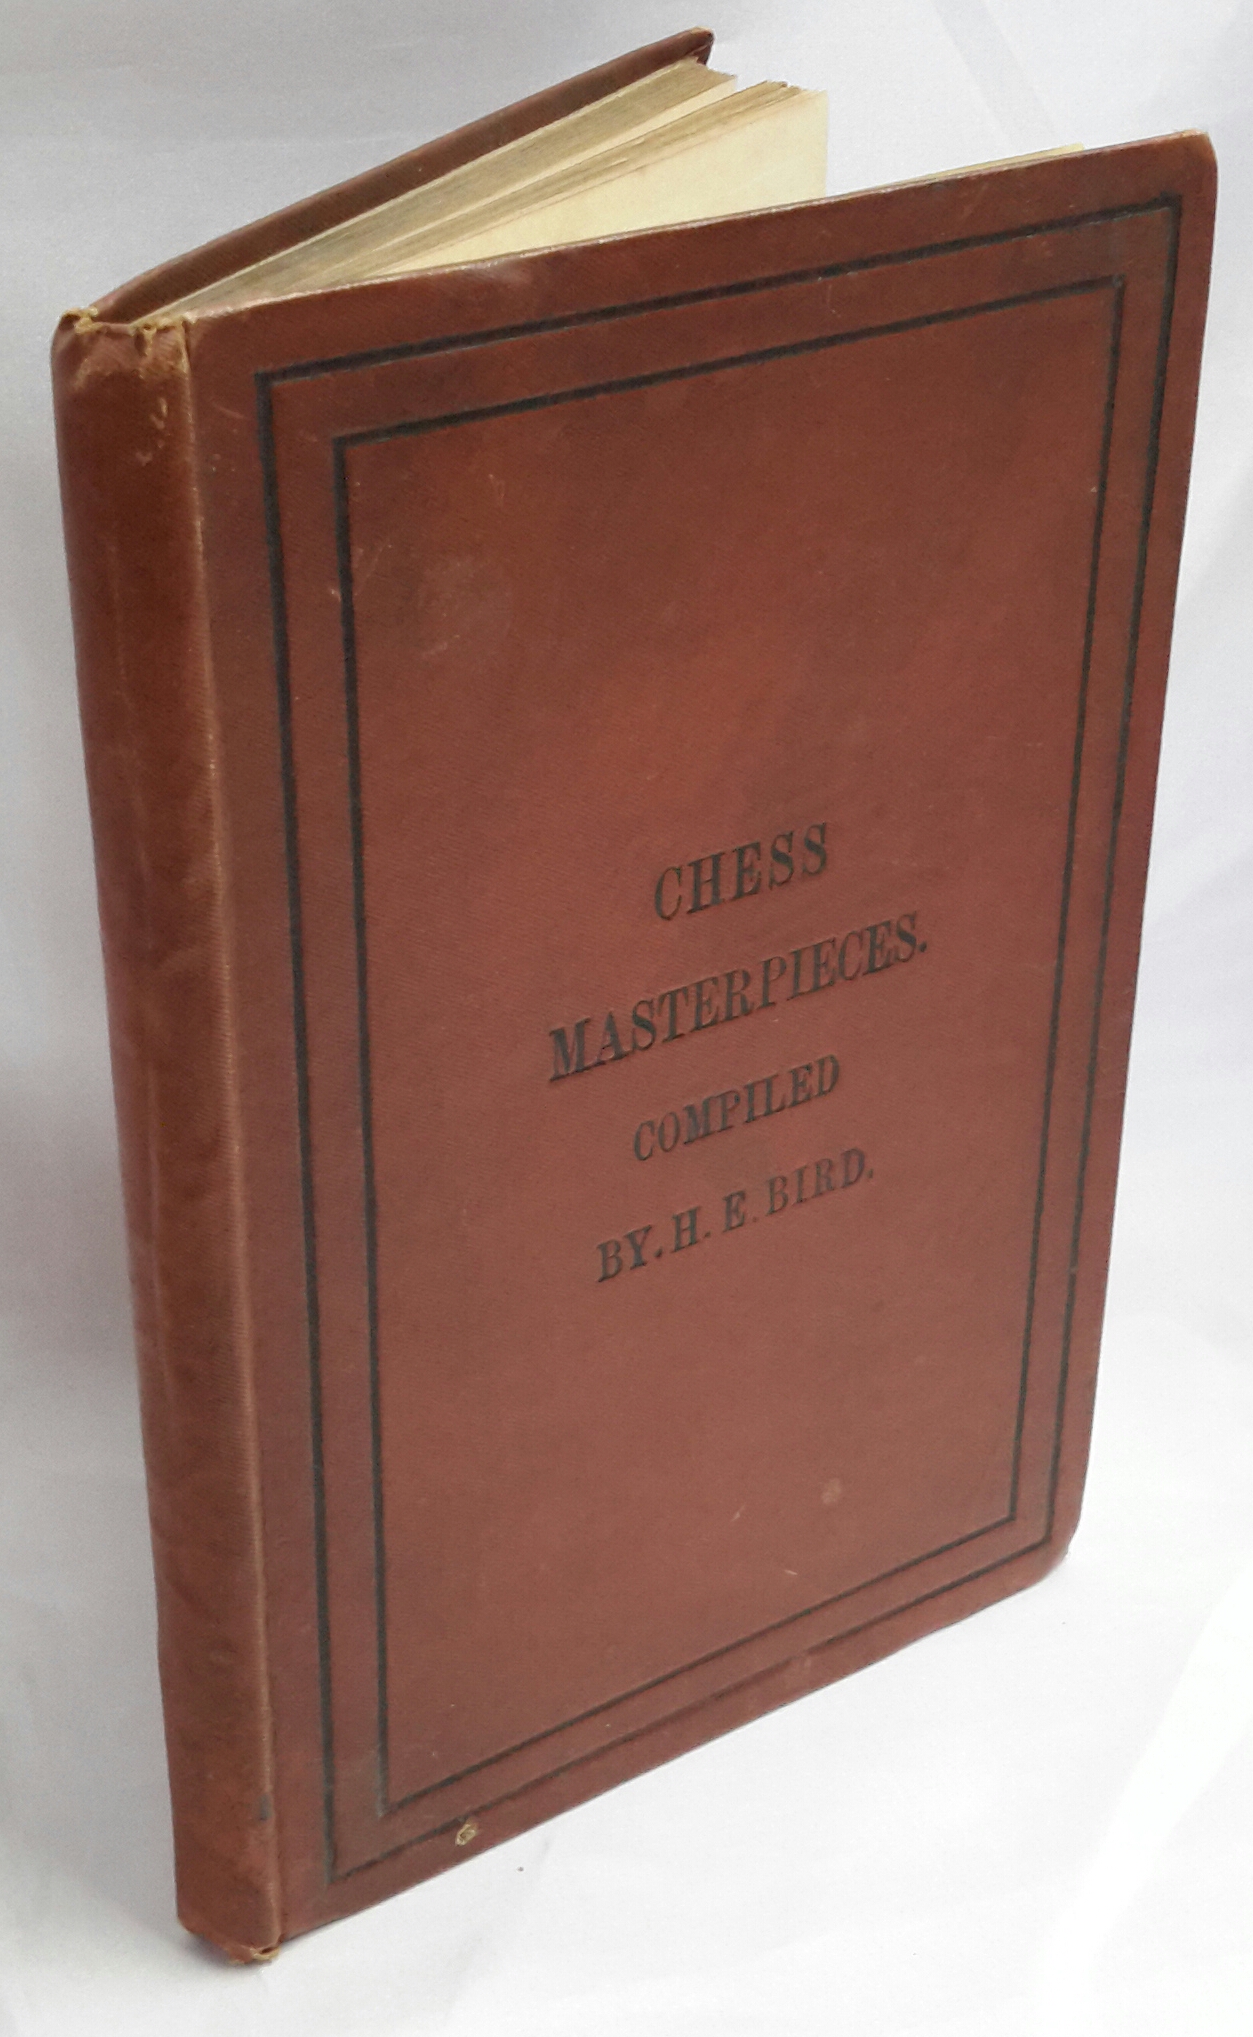 CHESS
MASTERPIECES.
COMPILED
BY. H. E. BIRD.